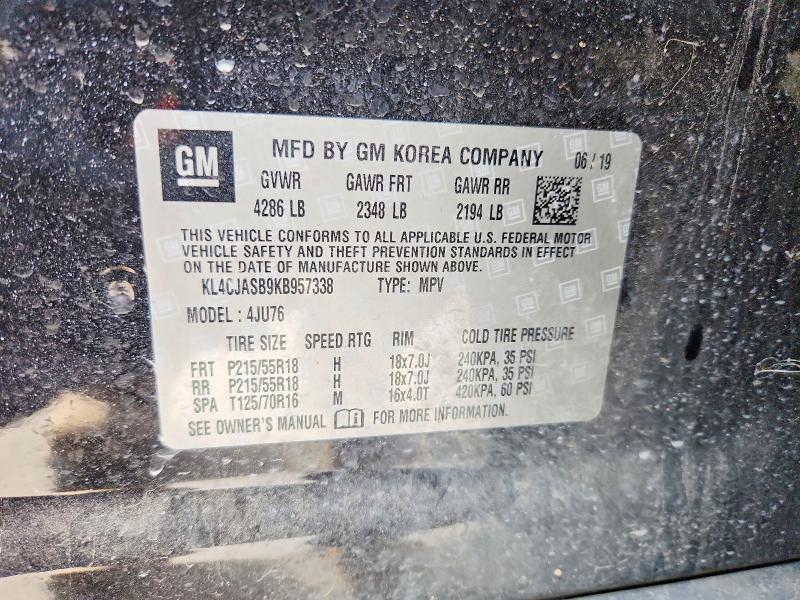 GM MFD BY GM KOREA COMPANY 06 / 19
GVWR GAWR FRT GAWR RR
4286 LB 2348 LB 2194 LB
THIS VEHICLE CONFORMS TO ALL APPLICABLE U.S. FEDERAL MOTOR
VEHICLE SAFETY AND THEFT PREVENTION STANDARDS IN EFFECT
ON THE DATE OF MANUFACTURE SHOWN ABOVE.
KL4CJASB9KB957338 TYPE: MPV
MODEL : 4JU76
TIRE SIZE SPEED RTG RIM COLD TIRE PRESSURE
FRT P215/55R18 H 18x7.0J 240KPA, 35 PSI
RR P215/55R18 H 18x7.0J 240KPA, 35 PSI
SPA T125/70R16 M 16x4.0T 420KPA, 60 PSI
SEE OWNER'S MANUAL FOR MORE INFORMATION.